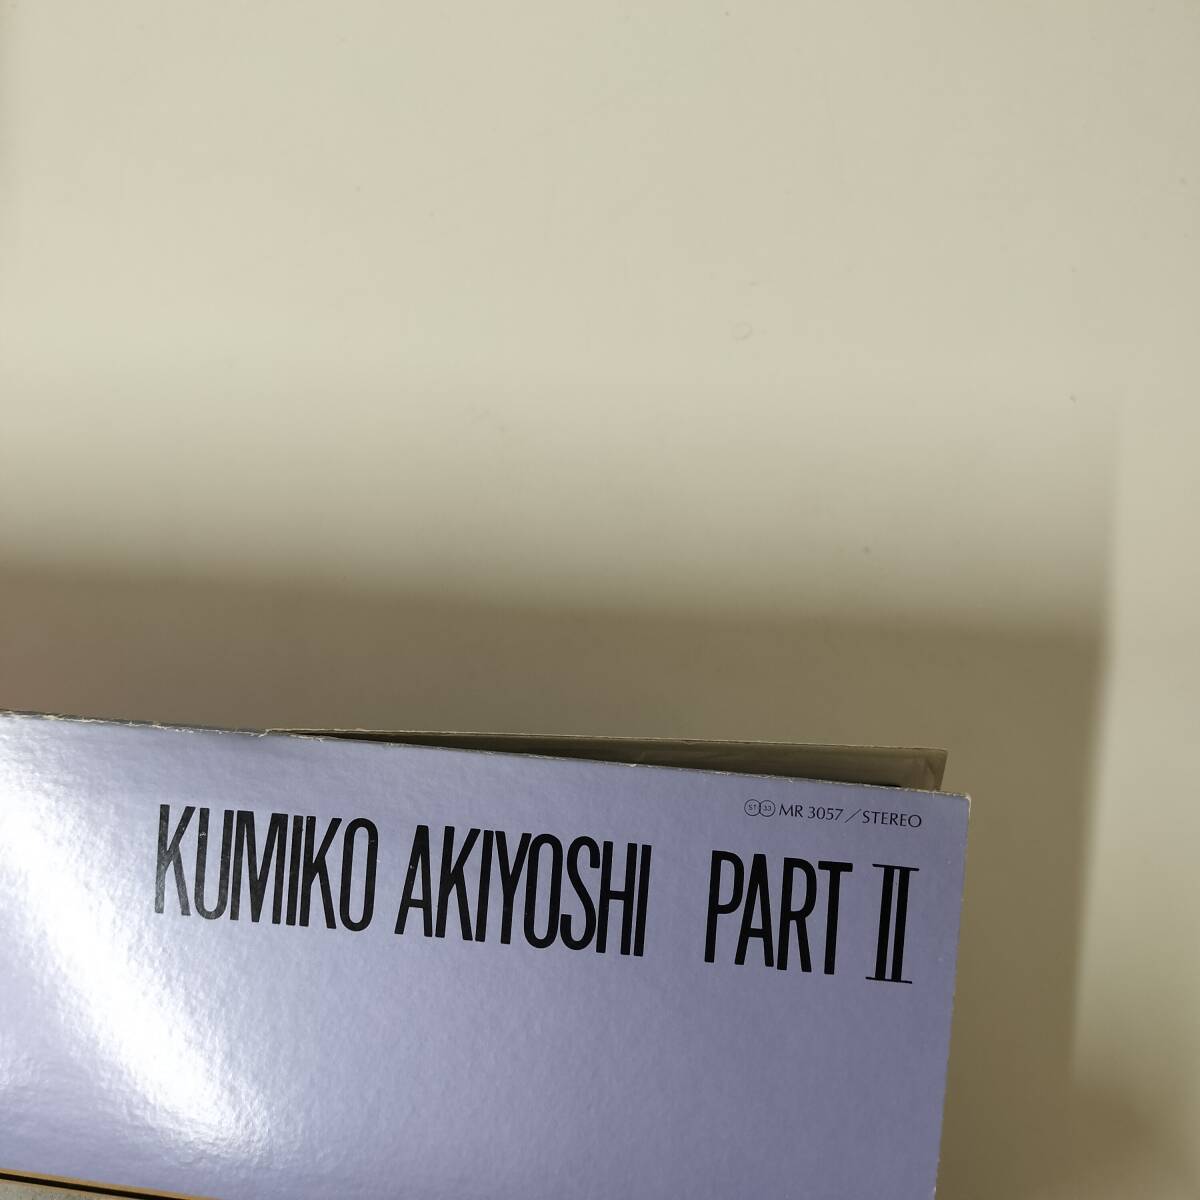 ST 33 MR 3057／STEREO
KUMIKO AKIYOSHI PART II